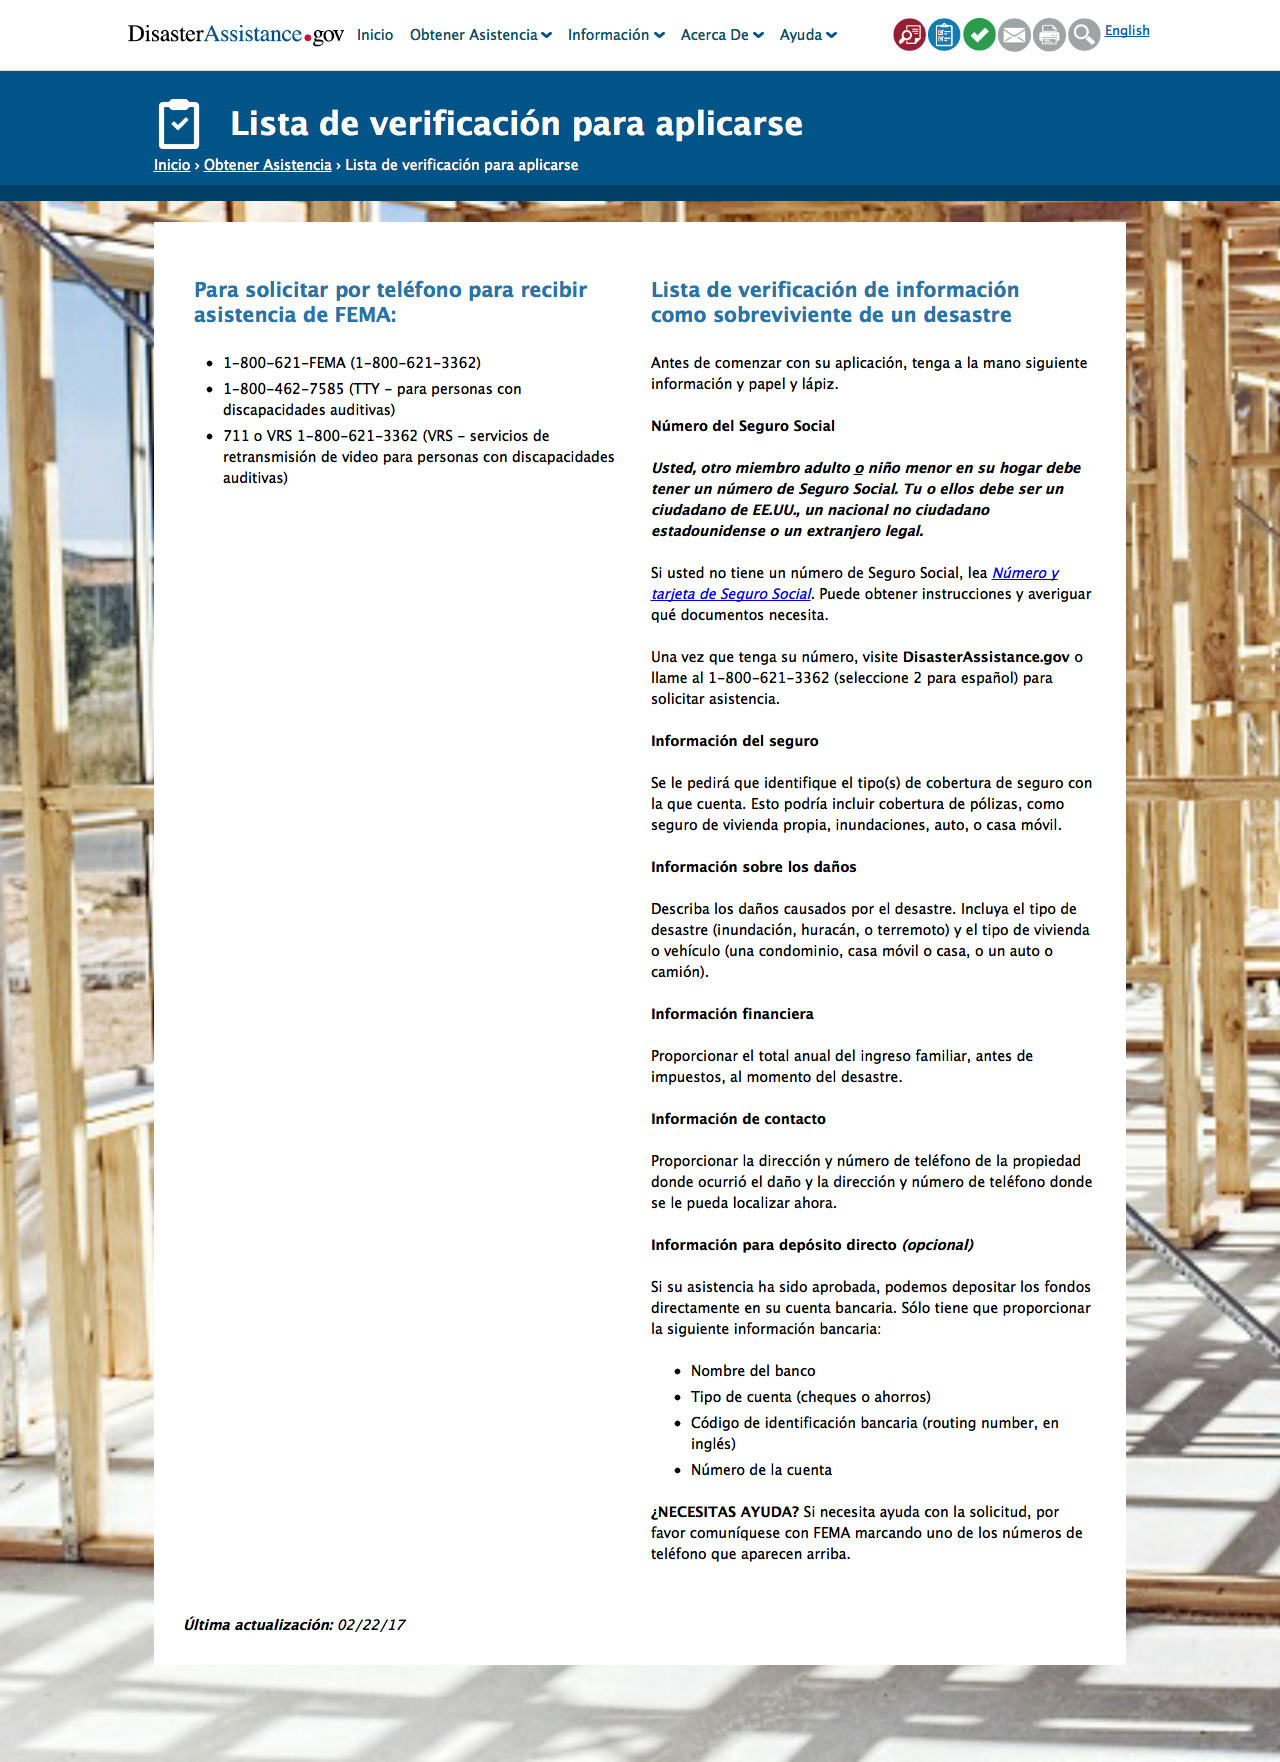 DisasterAssistance.gov Inicio Obtener Asistencia Información Acerca De Ayuda English
Lista de verificación para aplicarse
Inicio › Obtener Asistencia › Lista de verificación para aplicarse
Para solicitar por teléfono para recibir
asistencia de FEMA:
• 1-800-621-FEMA (1-800-621-3362)
• 1-800-462-7585 (TTY - para personas con
discapacidades auditivas)
• 711 o VRS 1-800-621-3362 (VRS - servicios de
retransmisión de video para personas con discapacidades
auditivas)
Lista de verificación de información
como sobreviviente de un desastre
Antes de comenzar con su aplicación, tenga a la mano siguiente
información y papel y lápiz.
Número del Seguro Social
Usted, otro miembro adulto o niño menor en su hogar debe
tener un número de Seguro Social. Tu o ellos debe ser un
ciudadano de EE.UU., un nacional no ciudadano
estadounidense o un extranjero legal.
Si usted no tiene un número de Seguro Social, lea Número y
tarjeta de Seguro Social. Puede obtener instrucciones y averiguar
qué documentos necesita.
Una vez que tenga su número, visite DisasterAssistance.gov o
llame al 1-800-621-3362 (seleccione 2 para español) para
solicitar asistencia.
Información del seguro
Se le pedirá que identifique el tipo(s) de cobertura de seguro con
la que cuenta. Esto podría incluir cobertura de pólizas, como
seguro de vivienda propia, inundaciones, auto, o casa móvil.
Información sobre los daños
Describa los daños causados por el desastre. Incluya el tipo de
desastre (inundación, huracán, o terremoto) y el tipo de vivienda
o vehículo (una condominio, casa móvil o casa, o un auto o
camión).
Información financiera
Proporcionar el total anual del ingreso familiar, antes de
impuestos, al momento del desastre.
Información de contacto
Proporcionar la dirección y número de teléfono de la propiedad
donde ocurrió el daño y la dirección y número de teléfono donde
se le pueda localizar ahora.
Información para depósito directo (opcional)
Si su asistencia ha sido aprobada, podemos depositar los fondos
directamente en su cuenta bancaria. Sólo tiene que proporcionar
la siguiente información bancaria:
• Nombre del banco
• Tipo de cuenta (cheques o ahorros)
• Código de identificación bancaria (routing number, en
inglés)
• Número de la cuenta
¿NECESITAS AYUDA? Si necesita ayuda con la solicitud, por
favor comuníquese con FEMA marcando uno de los números de
teléfono que aparecen arriba.
Última actualización: 02/22/17